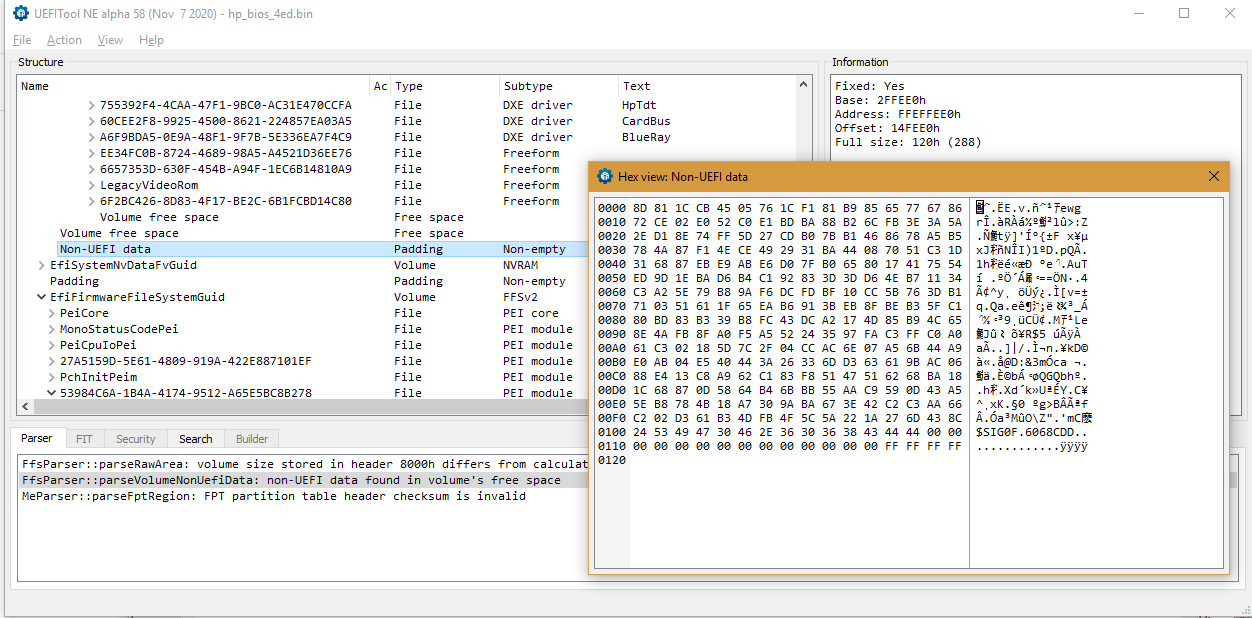 UEFITool NE alpha 58 (Nov 7 2020) - hp_bios_4ed.bin
File Action View Help
Structure
Name Ac Type Subtype Text
755392F4-4CAA-47F1-9BC0-AC31E470CCFA File DXE driver HpTdt
60CEE2F8-9925-4500-8621-224857EA03A5 File DXE driver CardBus
A6F9BDA5-0E9A-48F1-9F7B-5E336EA7F4C9 File DXE driver BlueRay
EE34FC0B-8724-4689-98A5-A4521D36EE76 File Freeform
6657353D-630F-454B-A94F-1EC6B14810A9 File Freeform
LegacyVideoRom File Freeform
6F2BC426-8D83-4F17-BE2C-6B1FCBD14C80 File Freeform
Volume free space Free space
Volume free space Free space
Non-UEFI data Padding Non-empty
EfiSystemNvDataFvGuid Volume NVRAM
Padding Padding Non-empty
EfiFirmwareFileSystemGuid Volume FFSv2
PeiCore File PEI core
MonoStatusCodePei File PEI module
PeiCpuIoPei File PEI module
27A5159D-5E61-4809-919A-422E887101EF File PEI module
PchInitPeim File PEI module
53984C6A-1B4A-4174-9512-A65E5BC8B278 File PEI module
Information
Fixed: Yes
Base: 2FFEE0h
Address: FFEFFEE0h
Offset: 14FEE0h
Full size: 120h (288)
Hex view: Non-UEFI data
0000 8D 81 1C CB 45 05 76 1C F1 81 B9 85 65 77 67 86
0010 72 CE 02 E0 52 C0 E1 BD BA 88 B2 6C FB 3E 3A 5A
0020 2E D1 8E 74 FF 5D 27 CD B0 7B B1 46 86 78 A5 B5
0030 78 4A 87 F1 4E CE 49 29 31 BA 44 08 70 51 C3 1D
0040 31 68 87 EB E9 AB E6 D0 7F B0 65 80 17 41 75 54
0050 ED 9D 1E BA D6 B4 C1 92 83 3D 3D D6 4E B7 11 34
0060 C3 A2 5E 79 B8 9A F6 DC FD BF 10 CC 5B 76 3D B1
0070 71 03 51 61 1F 65 EA B6 91 3B EB 8F BE B3 5F C1
0080 80 BD 83 B3 39 B8 FC 43 DC A2 17 4D 85 B9 4C 65
0090 8E 4A FB 8F A0 F5 A5 52 24 35 97 FA C3 FF C0 A0
00A0 61 C3 02 18 5D 7C 2F 04 CC AC 6E 07 A5 6B 44 A9
00B0 E0 AB 04 E5 40 44 3A 26 33 6D D3 63 61 9B AC 06
00C0 88 E4 13 C8 A9 62 C1 83 F8 51 47 51 62 68 BA 18
00D0 1C 68 87 0D 58 64 B4 6B BB 55 AA C9 59 0D 43 A5
00E0 5E B8 78 4B 18 A7 30 9A BA 67 3E 42 C2 C3 AA 66
00F0 C2 02 D3 61 B3 4D FB 4F 5C 5A 22 1A 27 6D 43 8C
0100 24 53 49 47 30 46 2E 36 30 36 38 43 44 44 00 00 $SIG0F.6068CDD..
0110 00 00 00 00 00 00 00 00 00 00 00 00 FF FF FF FF ............ÿÿÿÿ
0120
Parser FIT Security Search Builder
FfsParser::parseRawArea: volume size stored in header 8000h differs from calculat
FfsParser::parseVolumeNonUefiData: non-UEFI data found in volume's free space
MeParser::parseFptRegion: FPT partition table header checksum is invalid